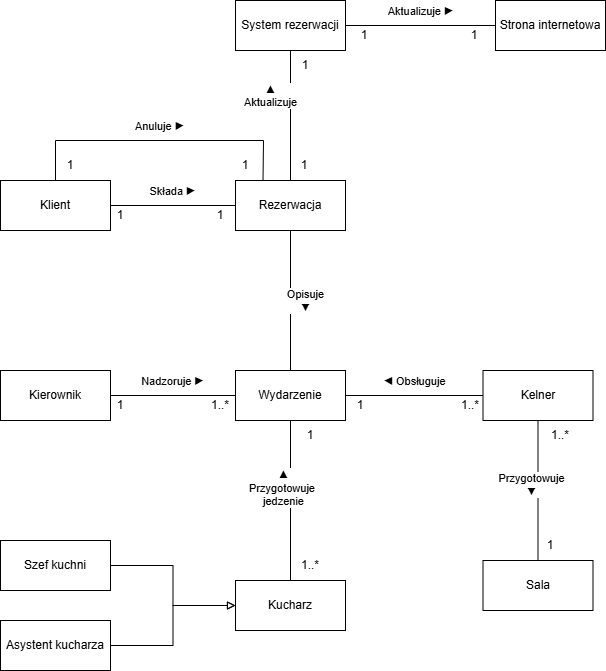 System rezerwacji
Aktualizuje ►
Strona internetowa
1
1
1
▲
Aktualizuje
Anuluje ►
1
1
1
Klient
Składa ►
Rezerwacja
1
1
Opisuje
▼
Kierownik
Nadzoruje ►
Wydarzenie
◄ Obsługuje
Kelner
1
1..*
1
1..*
1
1..*
▲
Przygotowuje
jedzenie
Przygotowuje
▼
1
1..*
Szef kuchni
Kucharz
Sala
Asystent kucharza